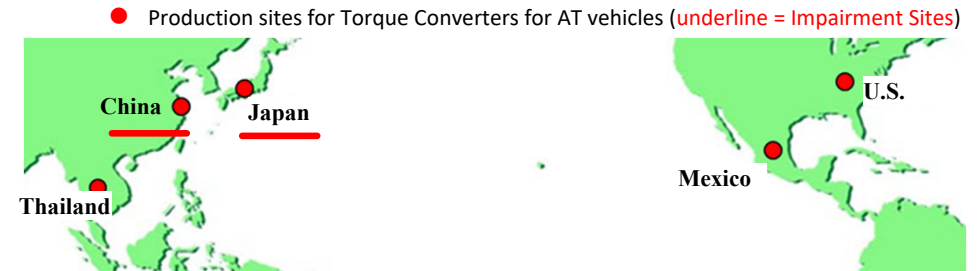 ● Production sites for Torque Converters for AT vehicles (underline = Impairment Sites)
China
Japan
U.S.
Mexico
Thailand